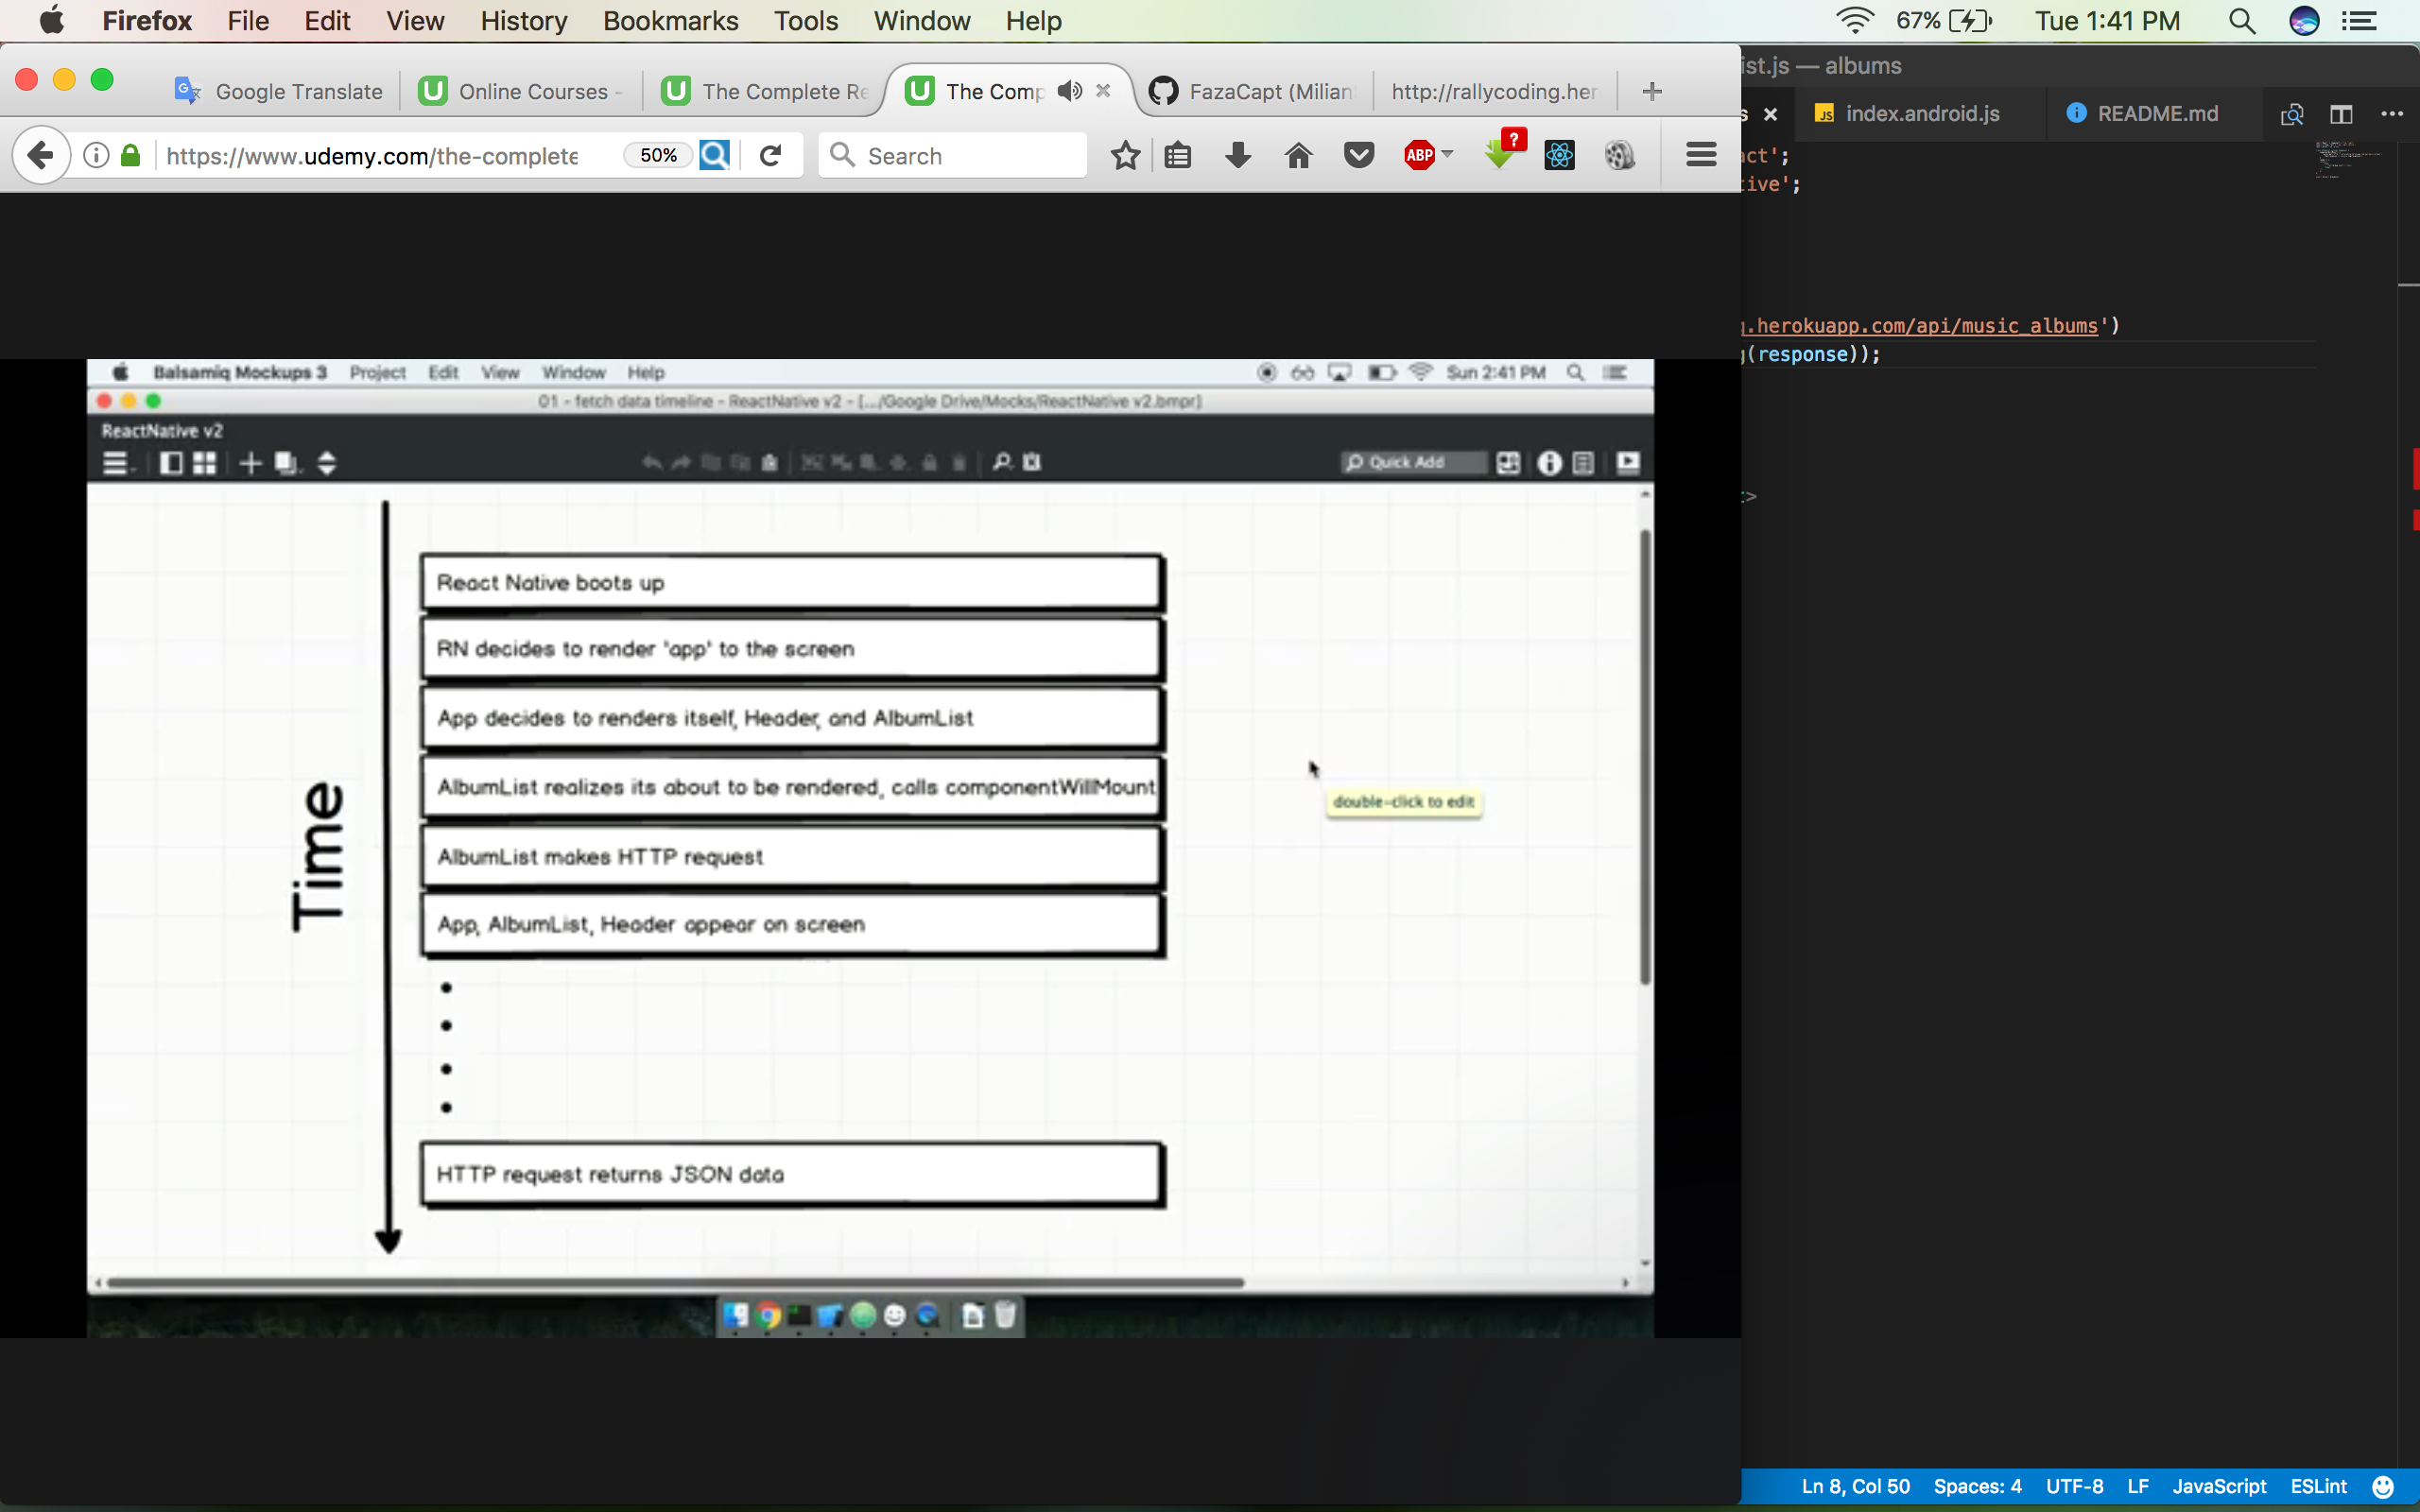 Firefox File Edit View History Bookmarks Tools Window Help 67% Tue 1:41 PM
ist.js — albums
Google Translate Online Courses - The Complete Re The Comp FazaCapt (Milian http://rallycoding.her
s index.android.js README.md
https://www.udemy.com/the-complete 50% Search ABP ?
act';
tive';
Balsamiq Mockups 3 Project Edit View Window Help Sun 2:41 PM
01 - fetch data timeline - ReactNative v2 - [.../Google Drive/Mocks/ReactNative v2.bmpr]
ReactNative v2
Quick Add
g.herokuapp.com/api/music_albums')
g(response));
t>
Time
React Native boots up
RN decides to render 'app' to the screen
App decides to renders itself, Header, and AlbumList
AlbumList realizes its about to be rendered, calls componentWillMount
double-click to edit
AlbumList makes HTTP request
App, AlbumList, Header appear on screen
HTTP request returns JSON data
Ln 8, Col 50 Spaces: 4 UTF-8 LF JavaScript ESLint